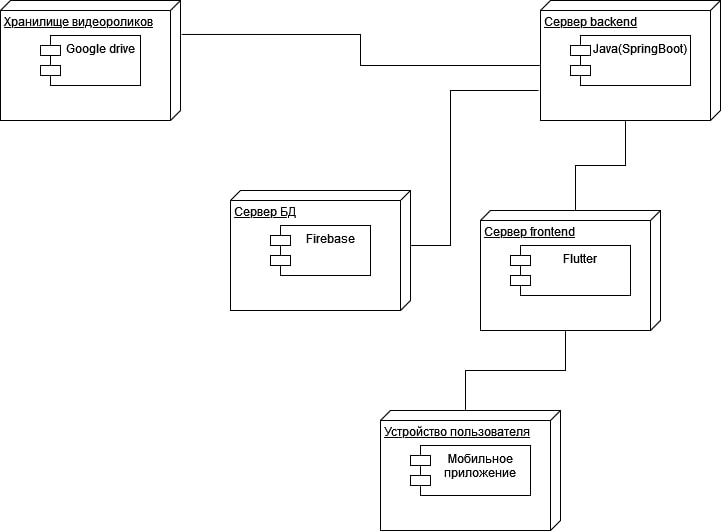 Хранилище видеороликов
Google drive
Сервер backend
Java(SpringBoot)
Сервер БД
Firebase
Сервер frontend
Flutter
Устройство пользователя
Мобильное
приложение